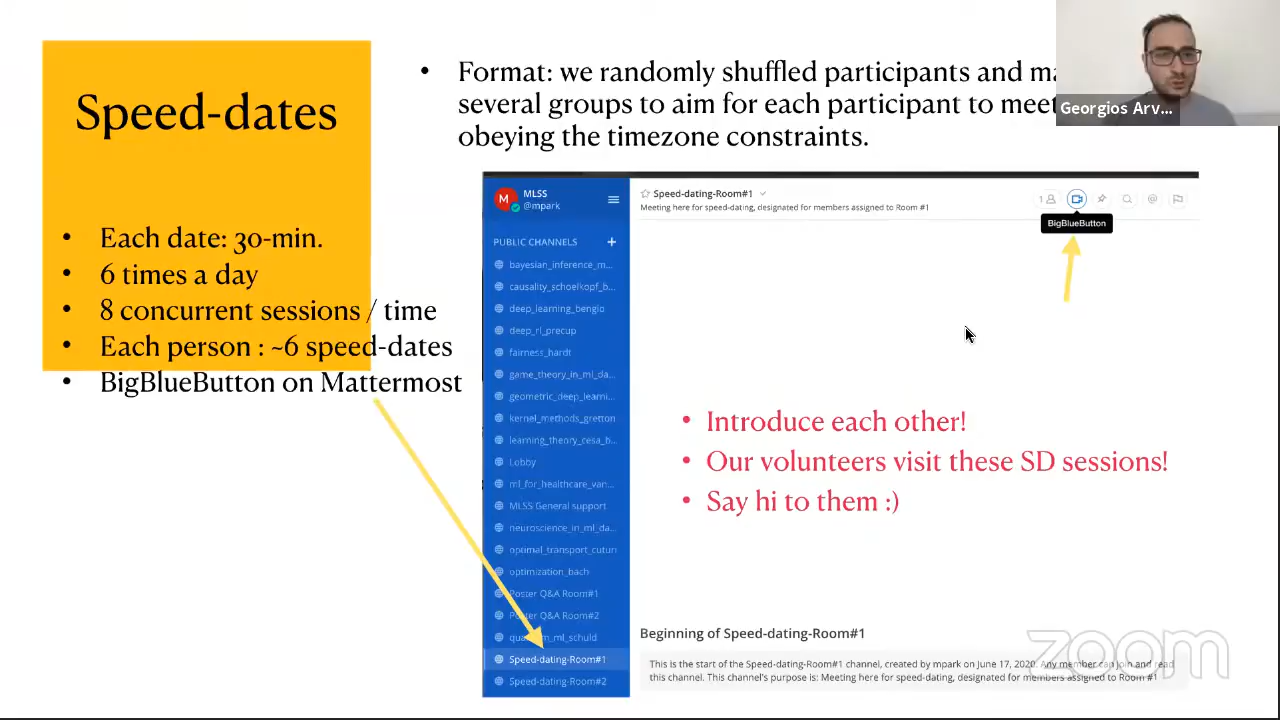 Speed-dates
• Each date: 30-min.
• 6 times a day
• 8 concurrent sessions / time
• Each person : ~6 speed-dates
• BigBlueButton on Mattermost
• Format: we randomly shuffled participants and
several groups to aim for each participant to meet
obeying the timezone constraints.
Georgios Arv...
M
MLSS
@mpark
PUBLIC CHANNELS +
bayesian_inference_m...
causality_schoelkopf_b...
deep_learning_bengio
deep_rl_precup
fairness_hardt
game_theory_in_ml_da...
geometric_deep_learni...
kernel_methods_gretton
learning_theory_cesa_b...
Lobby
ml_for_healthcare_van...
MLSS General support
neuroscience_in_ml_da...
optimal_transport_cuturi
optimization_bach
Poster Q&A Room#1
Poster Q&A Room#2
ml_schuld
Speed-dating-Room#1
Speed-dating-Room#2
Speed-dating-Room#1
Meeting here for speed-dating, designated for members assigned to Room #1
1
BigBlueButton
• Introduce each other!
• Our volunteers visit these SD sessions!
• Say hi to them :)
Beginning of Speed-dating-Room#1
This is the start of the Speed-dating-Room#1 channel, created by mpark on June 17, 2020. Any member can join and read
this channel. This channel's purpose is: Meeting here for speed-dating, designated for members assigned to Room #1
zoom